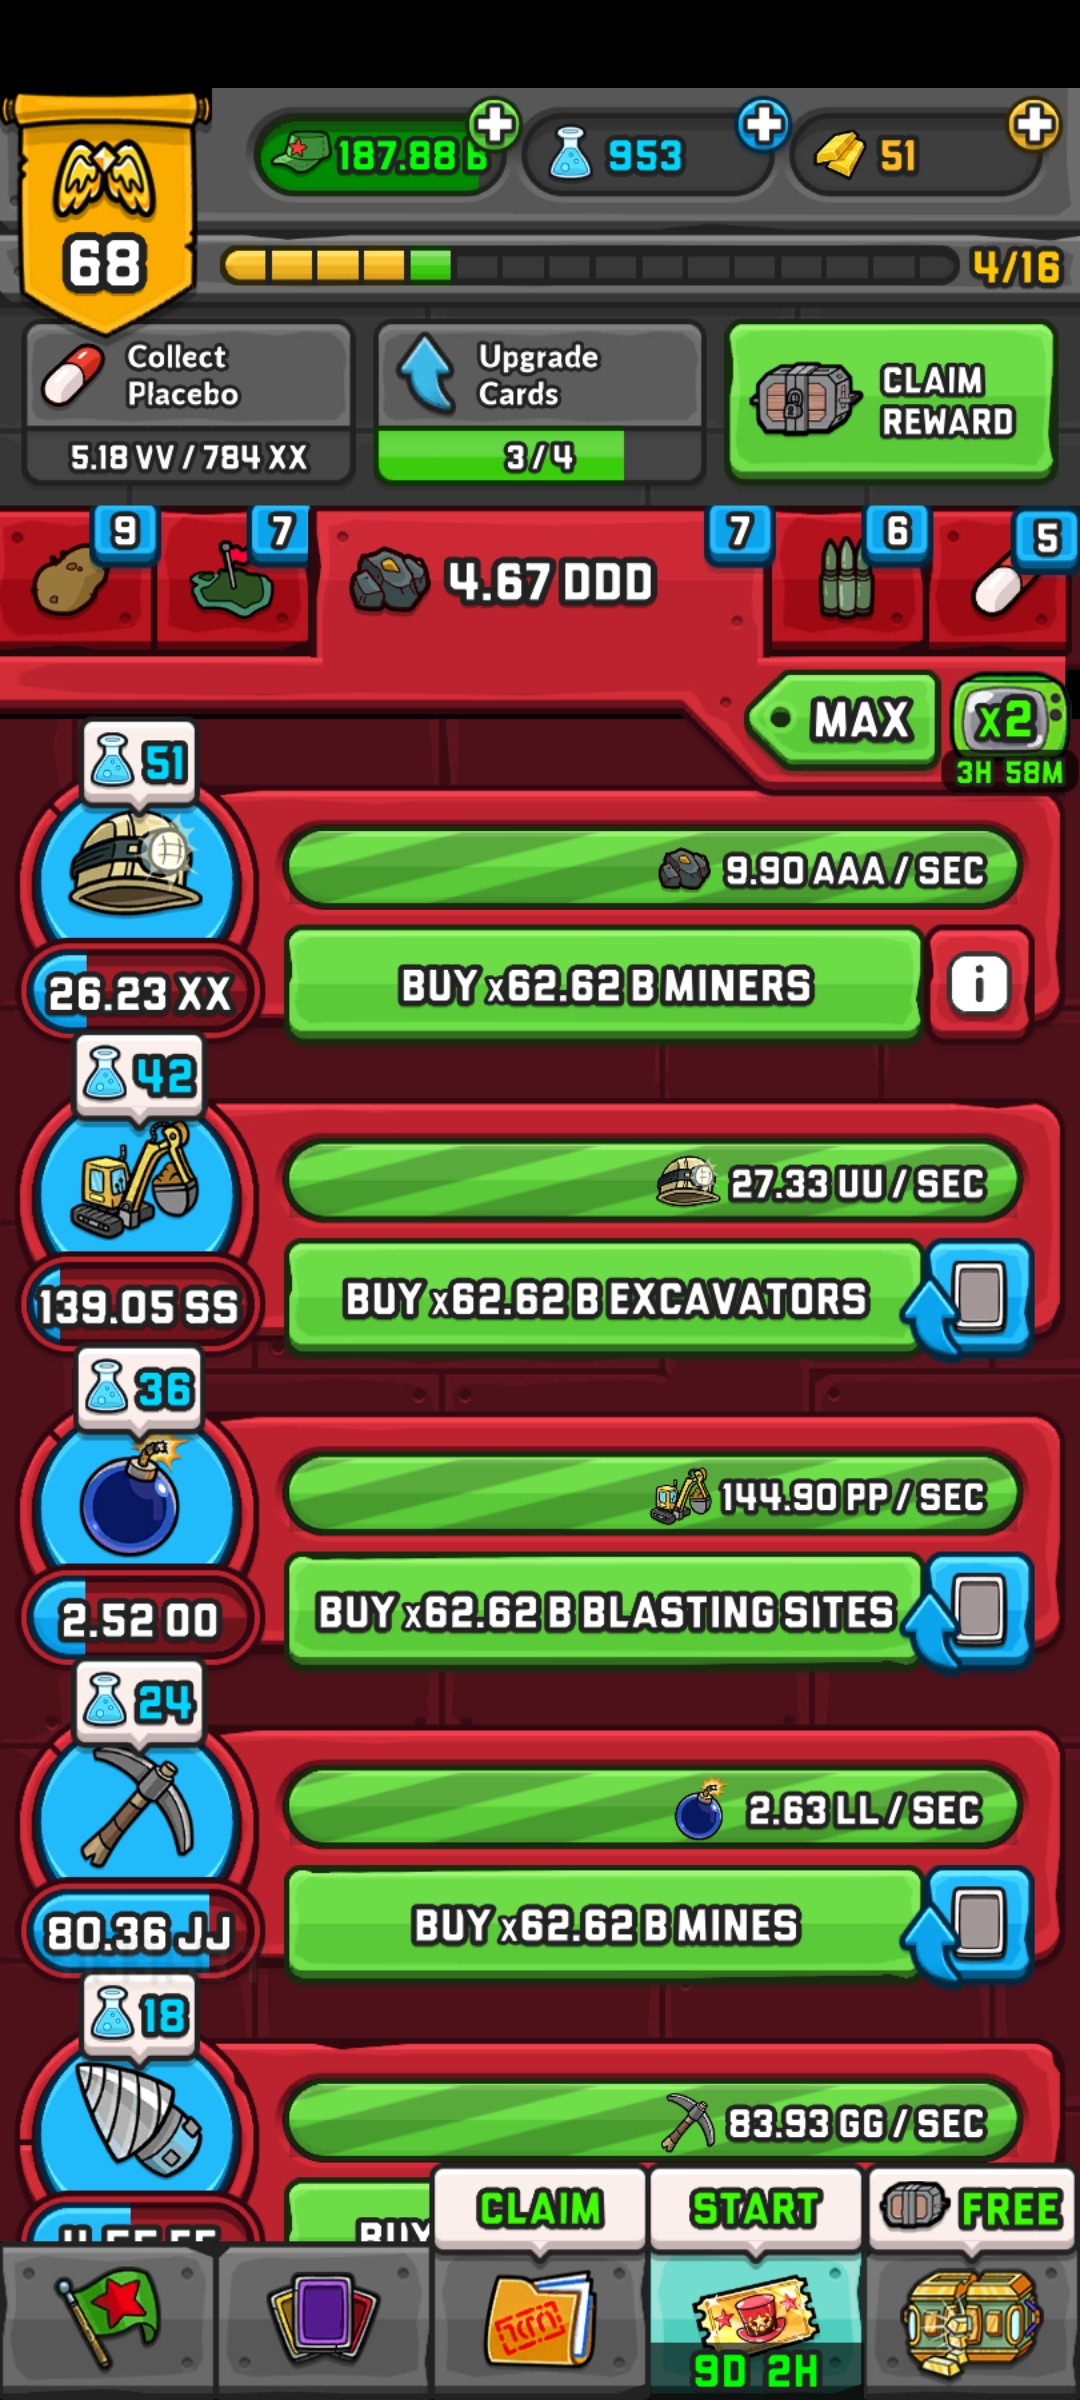 187.88 B
953
51
68
4/16
Collect
Placebo
5.18 VV / 784 XX
Upgrade
Cards
3/4
CLAIM
REWARD
9
7
4.67 DDD
7
6
5
MAX
x2
3H 58M
51
9.90 AAA / SEC
26.23 XX
BUY x62.62 B MINERS
i
42
27.33 UU / SEC
139.05 SS
BUY x62.62 B EXCAVATORS
36
144.90 PP / SEC
2.52 OO
BUY x62.62 B BLASTING SITES
24
2.63 LL / SEC
80.36 JJ
BUY x62.62 B MINES
18
83.93 GG / SEC
BUY
CLAIM
START
FREE
9D 2H